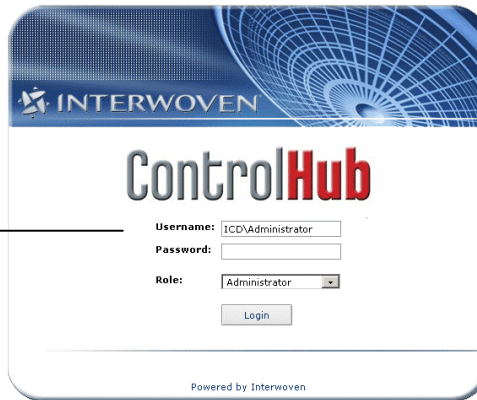 INTERWOVEN
ControlHub
Username: ICD\Administrator
Password:
Role: Administrator
Login
Powered by Interwoven